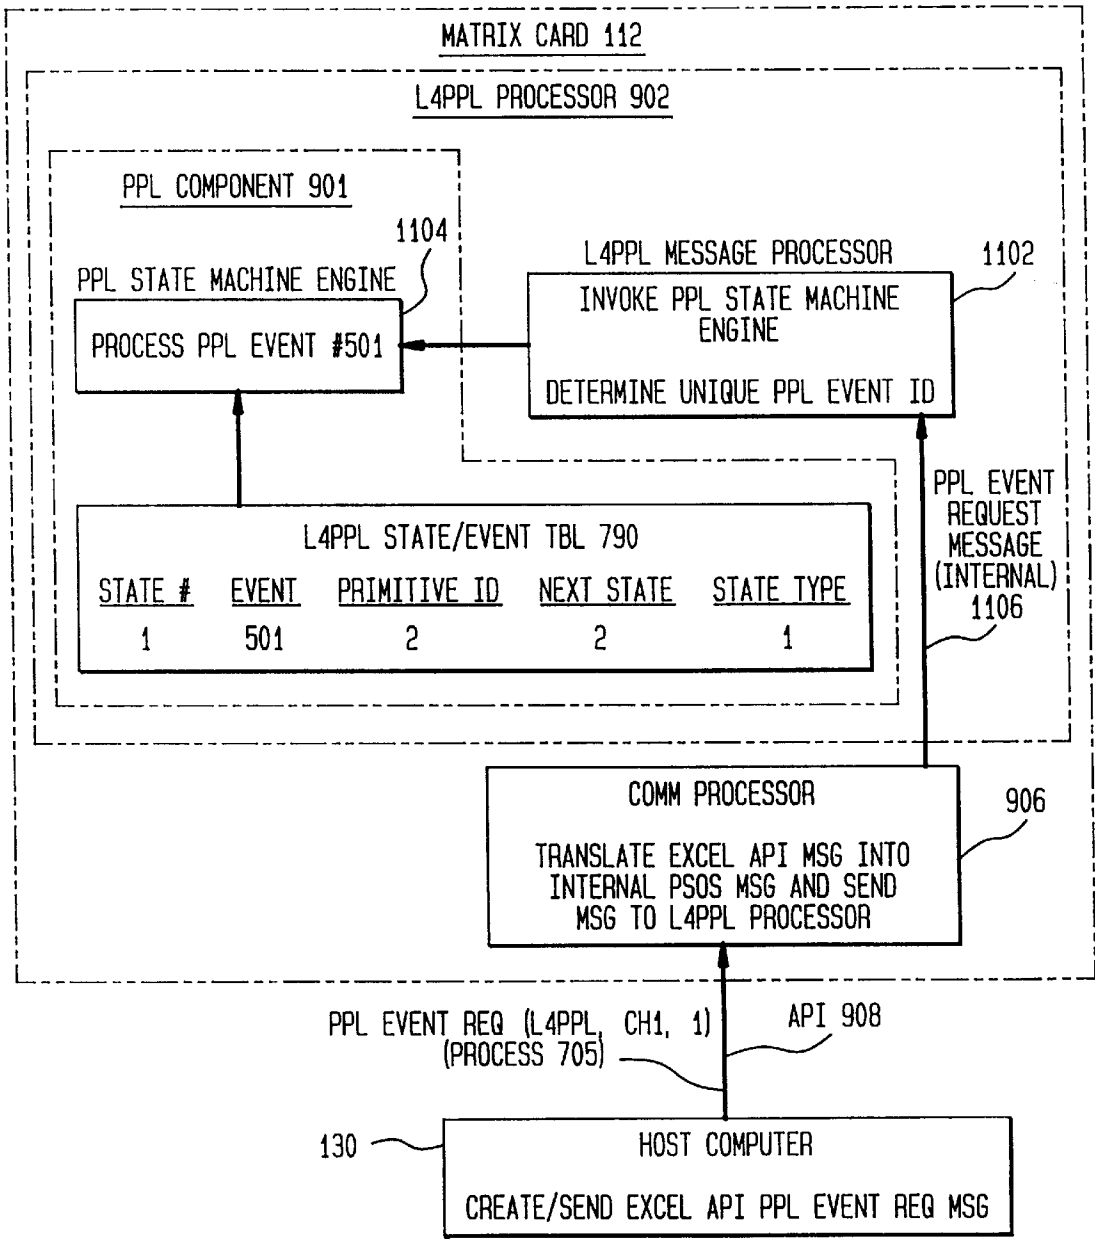 MATRIX CARD 112
L4PPL PROCESSOR 902
PPL COMPONENT 901
1104
PPL STATE MACHINE ENGINE
PROCESS PPL EVENT #501
L4PPL MESSAGE PROCESSOR
1102
INVOKE PPL STATE MACHINE
ENGINE
DETERMINE UNIQUE PPL EVENT ID
PPL EVENT
REQUEST
MESSAGE
(INTERNAL)
1106
L4PPL STATE/EVENT TBL 790
STATE # EVENT PRIMITIVE ID NEXT STATE STATE TYPE
1 501 2 2 1
COMM PROCESSOR
906
TRANSLATE EXCEL API MSG INTO
INTERNAL PSOS MSG AND SEND
MSG TO L4PPL PROCESSOR
PPL EVENT REQ (L4PPL, CH1, 1)
(PROCESS 705)
API 908
130
HOST COMPUTER
CREATE/SEND EXCEL API PPL EVENT REQ MSG